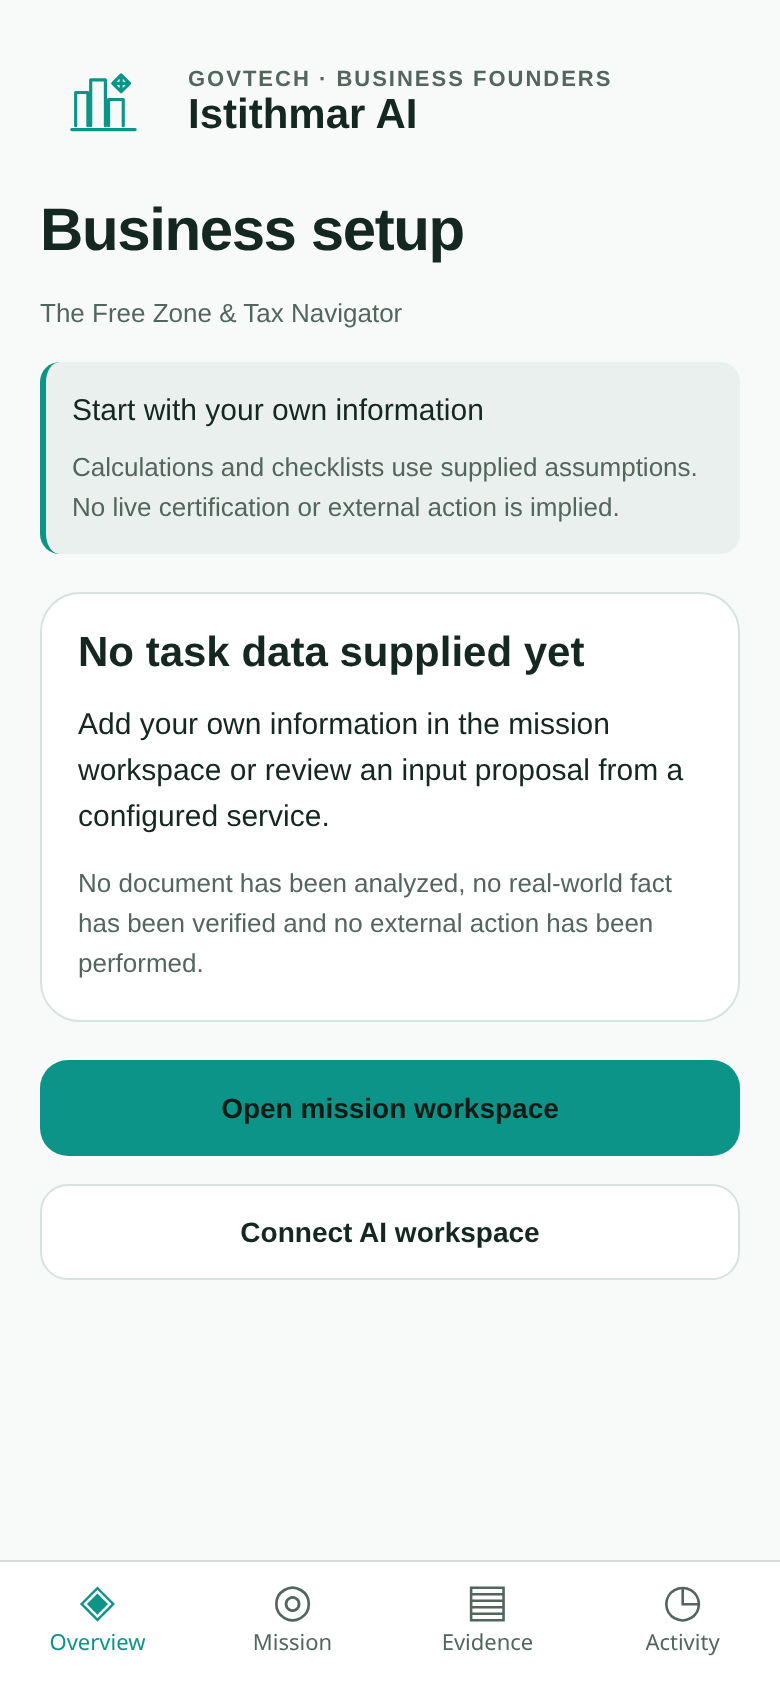 GOVTECH · BUSINESS FOUNDERS
Istithmar AI
Business setup
The Free Zone & Tax Navigator
Start with your own information
Calculations and checklists use supplied assumptions.
No live certification or external action is implied.
No task data supplied yet
Add your own information in the mission
workspace or review an input proposal from a
configured service.
No document has been analyzed, no real-world fact
has been verified and no external action has been
performed.
Open mission workspace
Connect AI workspace
Overview
Mission
Evidence
Activity